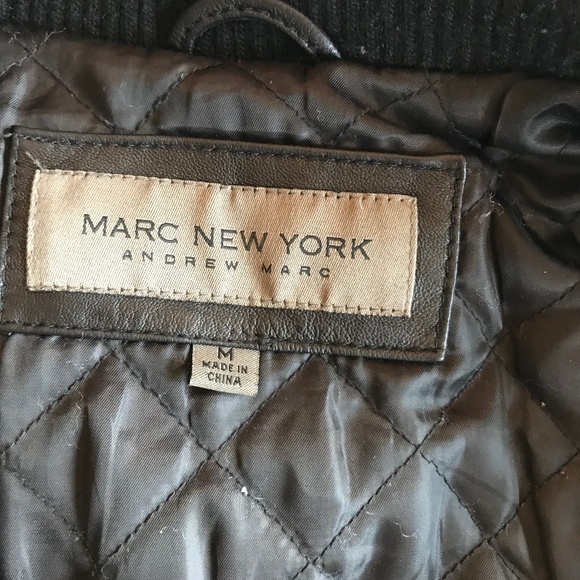 MARC NEW YORK
ANDREW MARC
M
MADE IN
CHINA